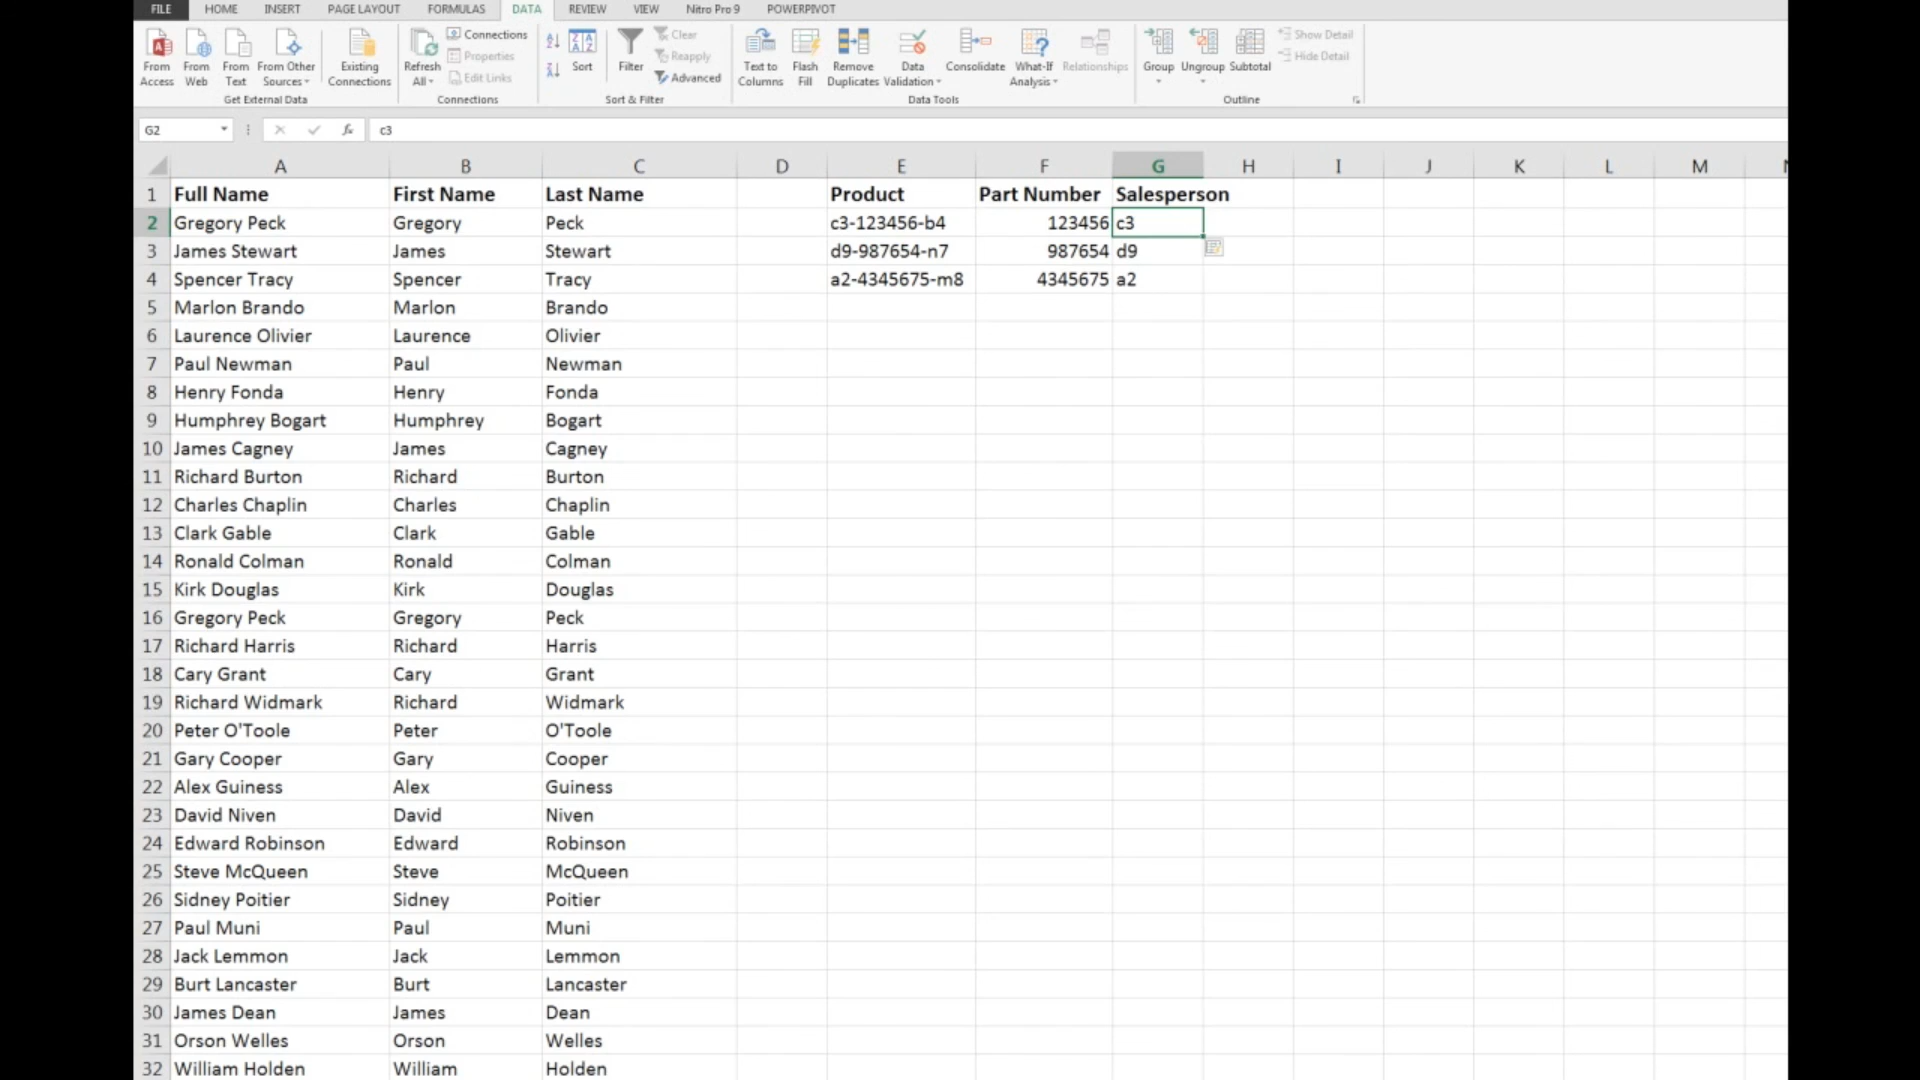 FILE HOME INSERT PAGE LAYOUT FORMULAS DATA REVIEW VIEW Nitro Pro 9 POWERPIVOT
From Access
From Web
From Text
From Other Sources
Get External Data
Existing Connections
Refresh All
Connections
Properties
Edit Links
Connections
Sort
Filter
Clear
Reapply
Advanced
Sort & Filter
Text to Columns
Flash Fill
Remove Duplicates
Data Validation
Consolidate
What-If Analysis
Relationships
Data Tools
Group
Ungroup
Subtotal
Show Detail
Hide Detail
Outline
G2 fx c3
A B C D E F G H I J K L M
1 Full Name First Name Last Name Product Part Number Salesperson
2 Gregory Peck Gregory Peck c3-123456-b4 123456 c3
3 James Stewart James Stewart d9-987654-n7 987654 d9
4 Spencer Tracy Spencer Tracy a2-4345675-m8 4345675 a2
5 Marlon Brando Marlon Brando
6 Laurence Olivier Laurence Olivier
7 Paul Newman Paul Newman
8 Henry Fonda Henry Fonda
9 Humphrey Bogart Humphrey Bogart
10 James Cagney James Cagney
11 Richard Burton Richard Burton
12 Charles Chaplin Charles Chaplin
13 Clark Gable Clark Gable
14 Ronald Colman Ronald Colman
15 Kirk Douglas Kirk Douglas
16 Gregory Peck Gregory Peck
17 Richard Harris Richard Harris
18 Cary Grant Cary Grant
19 Richard Widmark Richard Widmark
20 Peter O'Toole Peter O'Toole
21 Gary Cooper Gary Cooper
22 Alex Guiness Alex Guiness
23 David Niven David Niven
24 Edward Robinson Edward Robinson
25 Steve McQueen Steve McQueen
26 Sidney Poitier Sidney Poitier
27 Paul Muni Paul Muni
28 Jack Lemmon Jack Lemmon
29 Burt Lancaster Burt Lancaster
30 James Dean James Dean
31 Orson Welles Orson Welles
32 William Holden William Holden